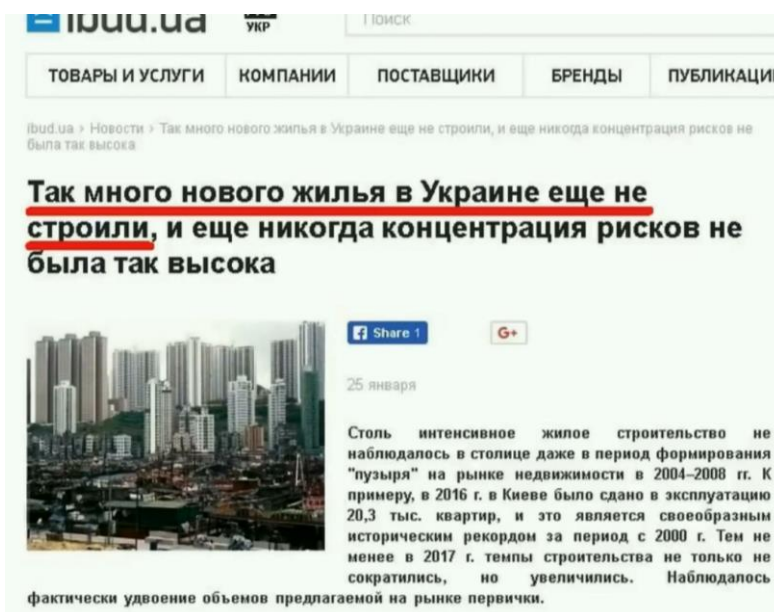 ibud.ua
УКР
Поиск
ТОВАРЫ И УСЛУГИ
КОМПАНИИ
ПОСТАВЩИКИ
БРЕНДЫ
ПУБЛИКАЦИИ
ibud.ua > Новости > Так много нового жилья в Украине еще не строили, и еще никогда концентрация рисков не
была так высока
Так много нового жилья в Украине еще не
строили, и еще никогда концентрация рисков не
была так высока
Share 1
G+
25 января
Столь интенсивное жилое строительство не
наблюдалось в столице даже в период формирования
"пузыря" на рынке недвижимости в 2004–2008 гг. К
примеру, в 2016 г. в Киеве было сдано в эксплуатацию
20,3 тыс. квартир, и это является своеобразным
историческим рекордом за период с 2000 г. Тем не
менее в 2017 г. темпы строительства не только не
сократились, но увеличились. Наблюдалось
фактически удвоение объемов предлагаемой на рынке первички.